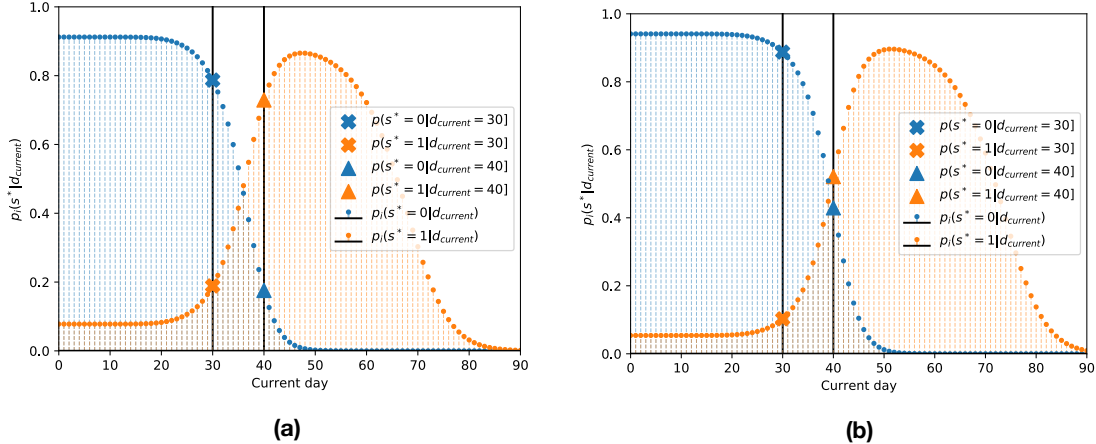 1.0
0.8
0.6
0.4
0.2
0.0
p_i(s* | d_current)
0 10 20 30 40 50 60 70 80 90
Current day
p(s* = 0|d_current = 30]
p(s* = 1|d_current = 30]
p(s* = 0|d_current = 40]
p(s* = 1|d_current = 40]
p_i(s* = 0|d_current)
p_i(s* = 1|d_current)
(a)
1.0
0.8
0.6
0.4
0.2
0.0
p_i(s* | d_current)
0 10 20 30 40 50 60 70 80 90
Current day
p(s* = 0|d_current = 30]
p(s* = 1|d_current = 30]
p(s* = 0|d_current = 40]
p(s* = 1|d_current = 40]
p_i(s* = 0|d_current)
p_i(s* = 1|d_current)
(b)